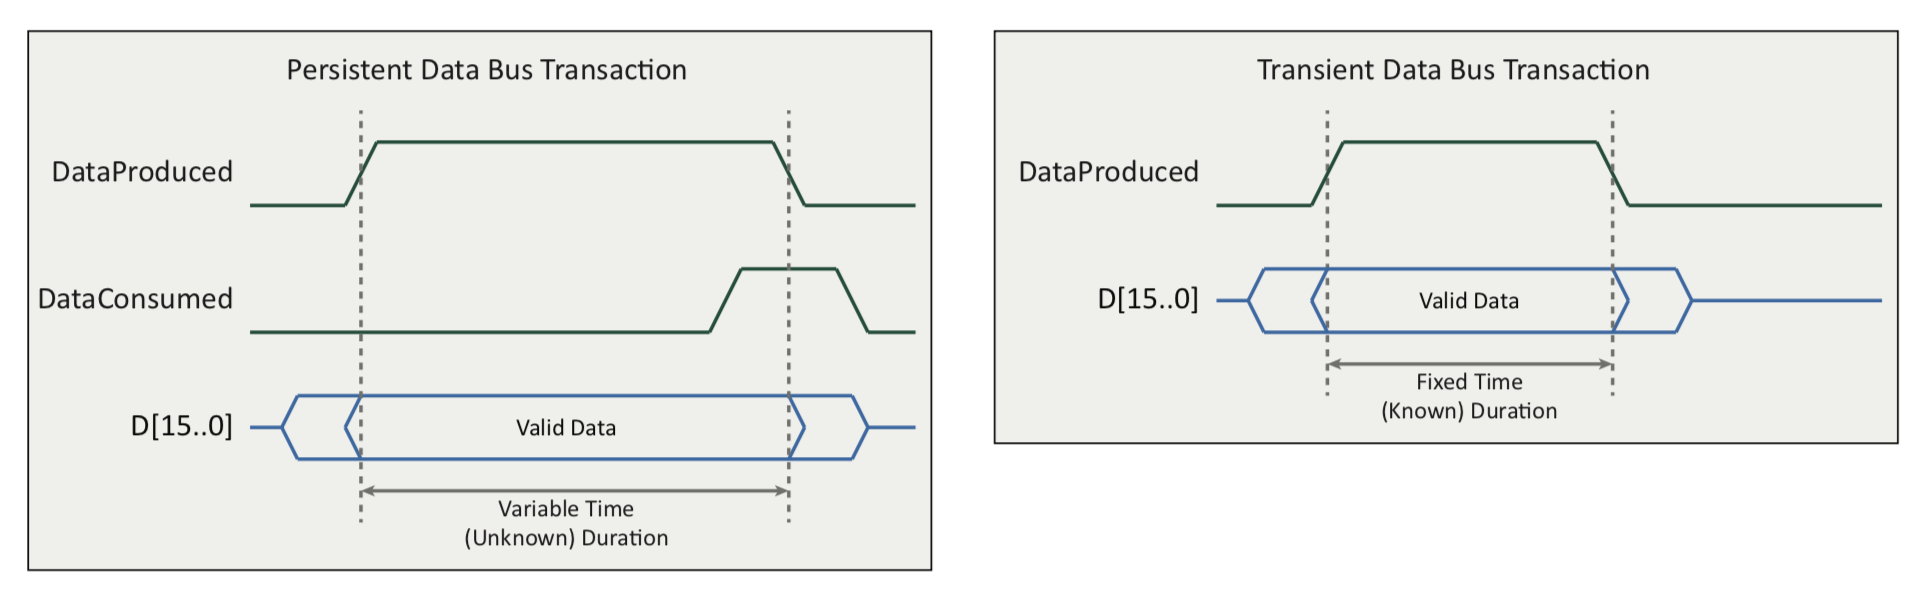 Persistent Data Bus Transaction
DataProduced
DataConsumed
D[15..0]
Valid Data
Variable Time
(Unknown) Duration
Transient Data Bus Transaction
DataProduced
D[15..0]
Valid Data
Fixed Time
(Known) Duration